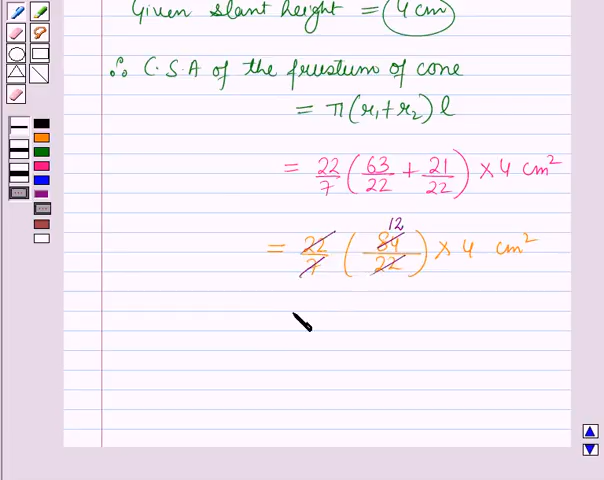 Given slant height = 4 cm
∴ C.S.A of the frustum of cone
= π(r₁+r₂) l
= 22/7 ( 63/22 + 21/22 ) × 4 cm²
12
= 22/7 ( 84/22 ) × 4 cm²